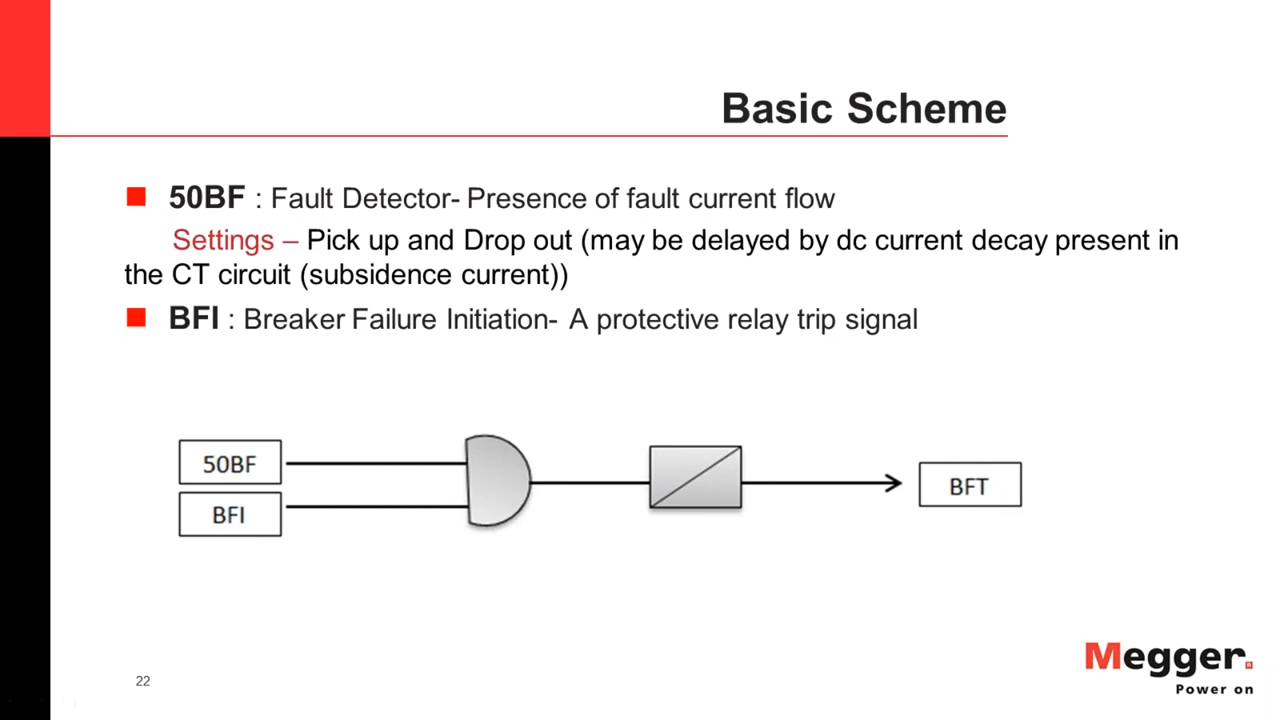 Basic Scheme
50BF : Fault Detector- Presence of fault current flow
Settings – Pick up and Drop out (may be delayed by dc current decay present in
the CT circuit (subsidence current))
BFI : Breaker Failure Initiation- A protective relay trip signal
50BF
BFI
BFT
22
Megger
Power on